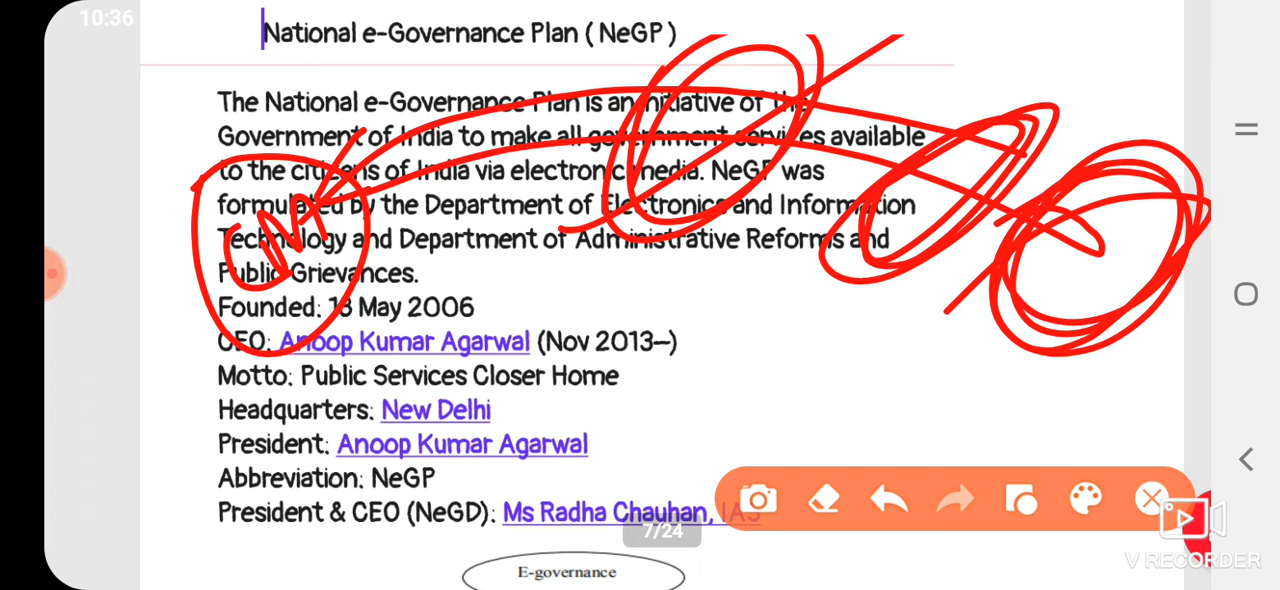 10:36
National e-Governance Plan ( NeGP )
The National e-Governance Plan is an initiative of the
Government of India to make all government services available
to the citizens of India via electronic media. NeGP was
formulated by the Department of Electronics and Information
Technology and Department of Administrative Reforms and
Public Grievances.
Founded: 18 May 2006
CEO: Anoop Kumar Agarwal (Nov 2013–)
Motto: Public Services Closer Home
Headquarters: New Delhi
President: Anoop Kumar Agarwal
Abbreviation: NeGP
President & CEO (NeGD): Ms Radha Chauhan, IAS
7/24
E-governance
V RECORDER